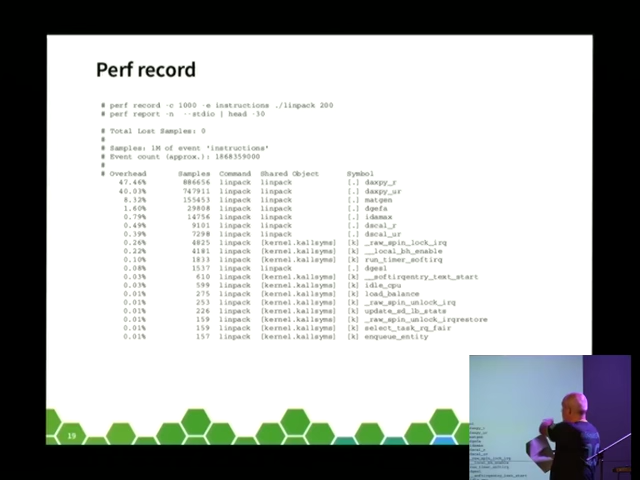 Perf record
# perf record -c 1000 -e instructions ./linpack 200
# perf report -n --stdio | head -30
# Total Lost Samples: 0
#
# Samples: 1M of event 'instructions'
# Event count (approx.): 1868359000
#
# Overhead Samples Command Shared Object Symbol
47.46% 886656 linpack linpack [.] daxpy_r
40.03% 747911 linpack linpack [.] daxpy_ur
8.32% 155453 linpack linpack [.] matgen
1.60% 29808 linpack linpack [.] dgefa
0.79% 14756 linpack linpack [.] idamax
0.49% 9101 linpack linpack [.] dscal_r
0.39% 7298 linpack linpack [.] dscal_ur
0.26% 4825 linpack [kernel.kallsyms] [k] _raw_spin_lock_irq
0.22% 4181 linpack [kernel.kallsyms] [k] __local_bh_enable
0.10% 1833 linpack [kernel.kallsyms] [k] run_timer_softirq
0.08% 1537 linpack linpack [.] dgesl
0.03% 610 linpack [kernel.kallsyms] [k] __softirqentry_text_start
0.03% 599 linpack [kernel.kallsyms] [k] idle_cpu
0.01% 275 linpack [kernel.kallsyms] [k] load_balance
0.01% 253 linpack [kernel.kallsyms] [k] _raw_spin_unlock_irq
0.01% 226 linpack [kernel.kallsyms] [k] update_sd_lb_stats
0.01% 159 linpack [kernel.kallsyms] [k] _raw_spin_unlock_irqrestore
0.01% 159 linpack [kernel.kallsyms] [k] select_task_rq_fair
0.01% 157 linpack [kernel.kallsyms] [k] enqueue_entity
19